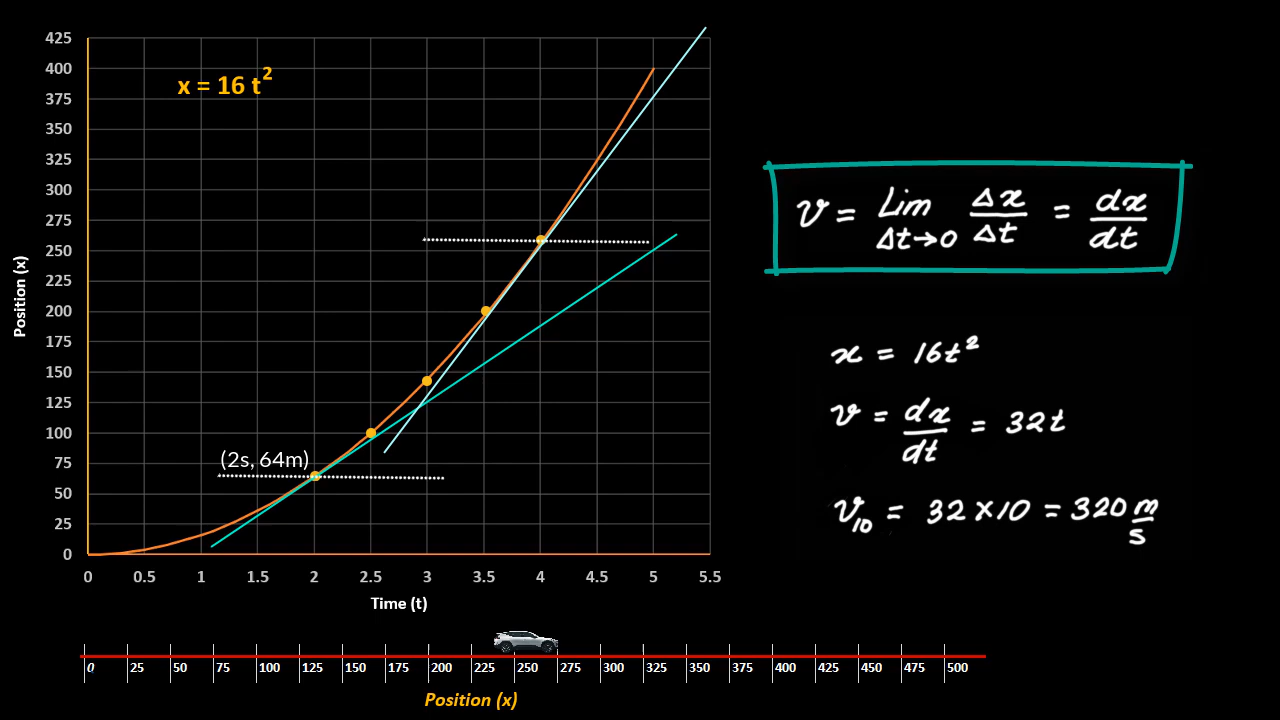 x = 16 t²
425
400
375
350
325
300
275
250
225
200
175
150
125
100
75
50
25
0
Position (x)
(2s, 64m)
0 0.5 1 1.5 2 2.5 3 3.5 4 4.5 5 5.5
Time (t)
v = Lim Δt→0 Δx/Δt = dx/dt
x = 16t²
v = dx/dt = 32t
v₁₀ = 32 × 10 = 320 m/s
0 25 50 75 100 125 150 175 200 225 250 275 300 325 350 375 400 425 450 475 500
Position (x)